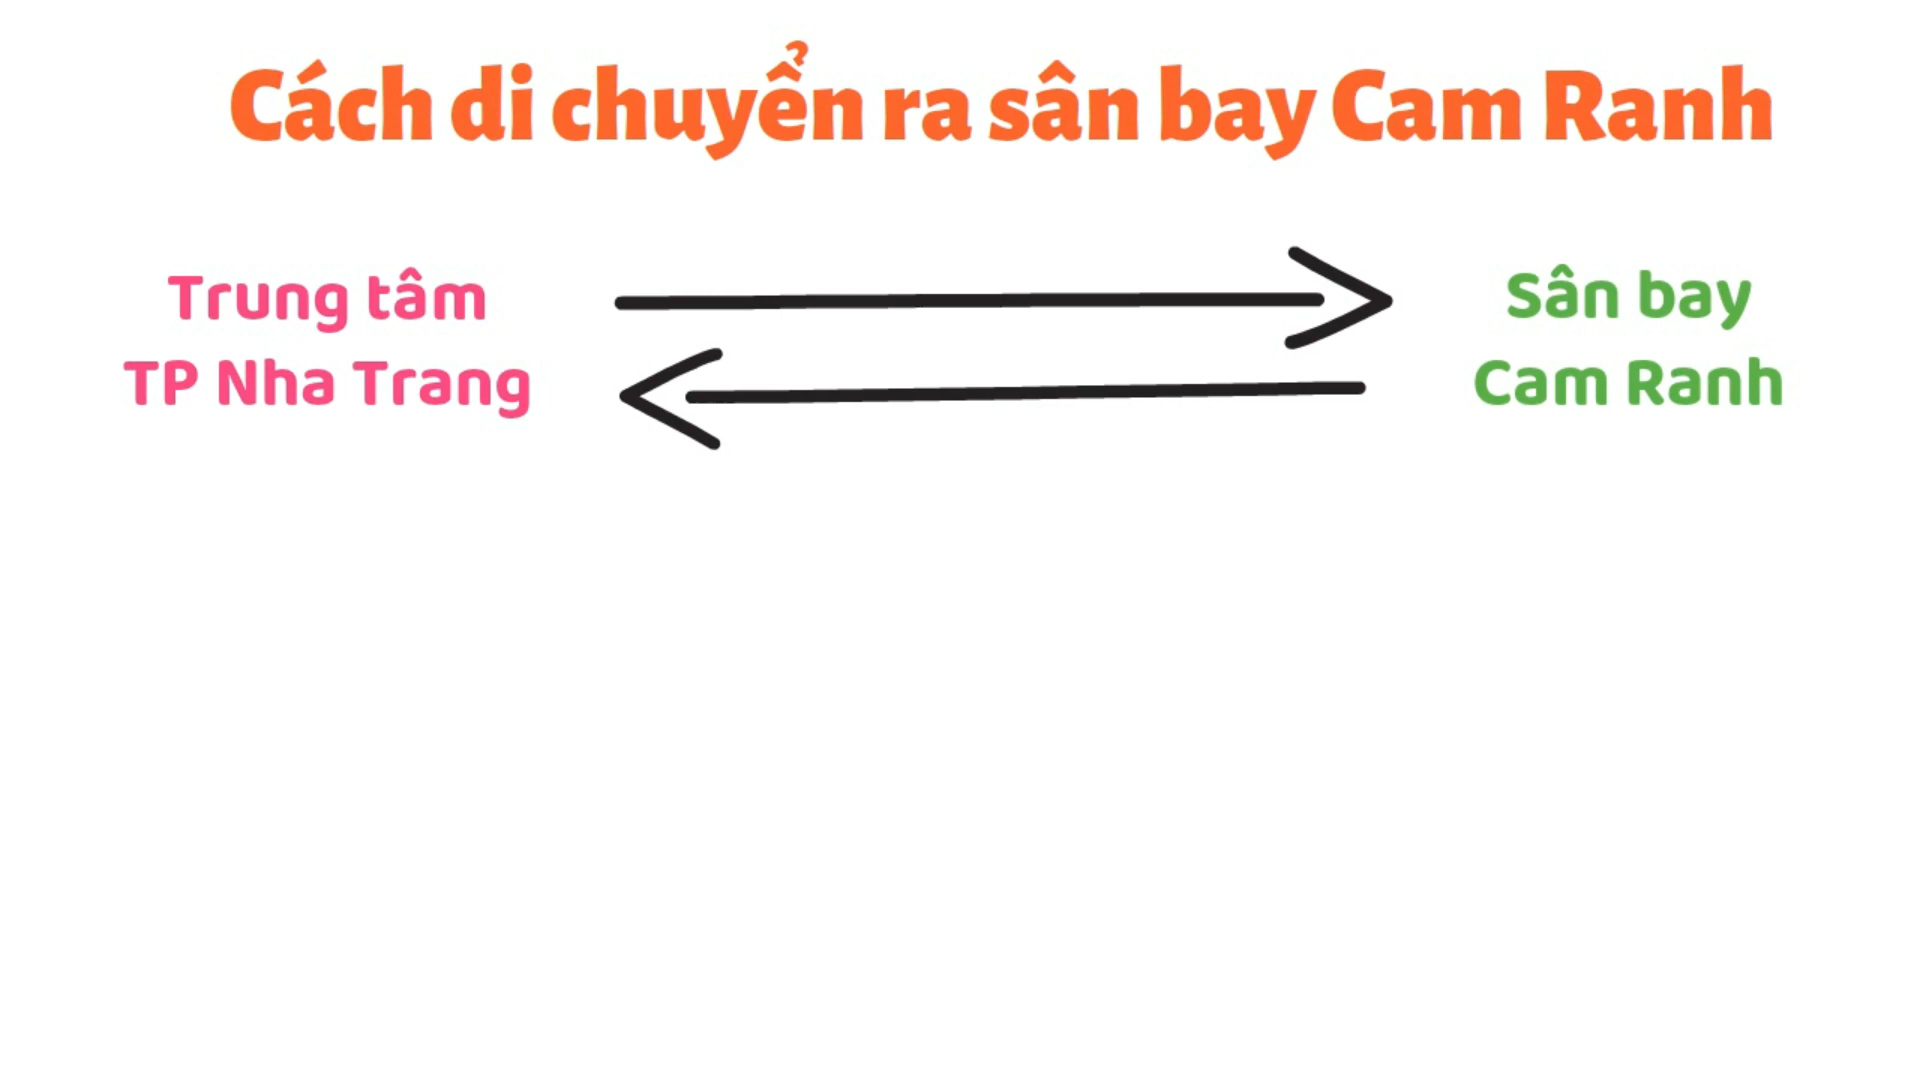 Cách di chuyển ra sân bay Cam Ranh
Trung tâm
TP Nha Trang
Sân bay
Cam Ranh